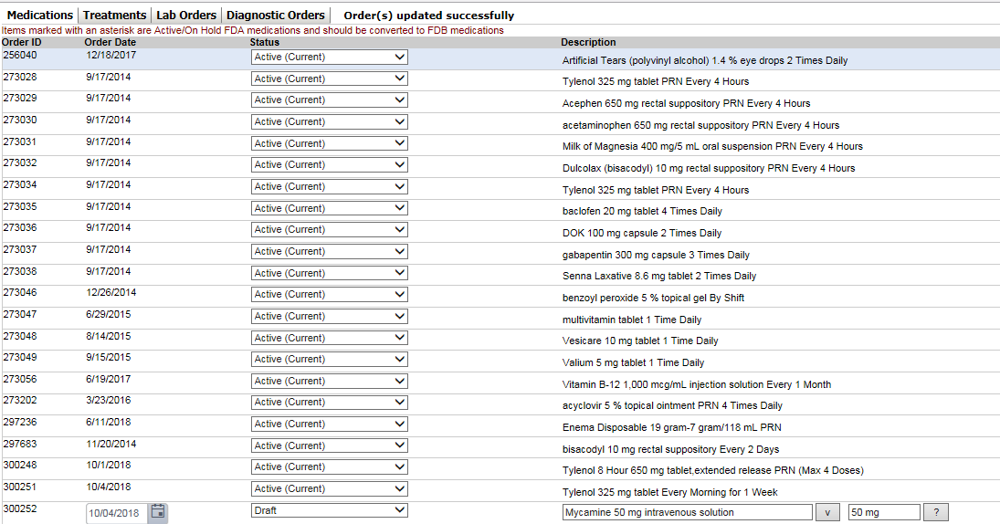 Medications Treatments Lab Orders Diagnostic Orders Order(s) updated successfully
Items marked with an asterisk are Active/On Hold FDA medications and should be converted to FDB medications
Order ID Order Date Status Description
256040 12/18/2017 Active (Current) Artificial Tears (polyvinyl alcohol) 1.4 % eye drops 2 Times Daily
273028 9/17/2014 Active (Current) Tylenol 325 mg tablet PRN Every 4 Hours
273029 9/17/2014 Active (Current) Acephen 650 mg rectal suppository PRN Every 4 Hours
273030 9/17/2014 Active (Current) acetaminophen 650 mg rectal suppository PRN Every 4 Hours
273031 9/17/2014 Active (Current) Milk of Magnesia 400 mg/5 mL oral suspension PRN Every 4 Hours
273032 9/17/2014 Active (Current) Dulcolax (bisacodyl) 10 mg rectal suppository PRN Every 4 Hours
273034 9/17/2014 Active (Current) Tylenol 325 mg tablet PRN Every 4 Hours
273035 9/17/2014 Active (Current) baclofen 20 mg tablet 4 Times Daily
273036 9/17/2014 Active (Current) DOK 100 mg capsule 2 Times Daily
273037 9/17/2014 Active (Current) gabapentin 300 mg capsule 3 Times Daily
273038 9/17/2014 Active (Current) Senna Laxative 8.6 mg tablet 2 Times Daily
273046 12/26/2014 Active (Current) benzoyl peroxide 5 % topical gel By Shift
273047 6/29/2015 Active (Current) multivitamin tablet 1 Time Daily
273048 8/14/2015 Active (Current) Vesicare 10 mg tablet 1 Time Daily
273049 9/15/2015 Active (Current) Valium 5 mg tablet 1 Time Daily
273056 6/19/2017 Active (Current) Vitamin B-12 1,000 mcg/mL injection solution Every 1 Month
273202 3/23/2016 Active (Current) acyclovir 5 % topical ointment PRN 4 Times Daily
297236 6/11/2018 Active (Current) Enema Disposable 19 gram-7 gram/118 mL PRN
297683 11/20/2014 Active (Current) bisacodyl 10 mg rectal suppository Every 2 Days
300248 10/1/2018 Active (Current) Tylenol 8 Hour 650 mg tablet,extended release PRN (Max 4 Doses)
300251 10/4/2018 Active (Current) Tylenol 325 mg tablet Every Morning for 1 Week
300252 10/04/2018 Draft Mycamine 50 mg intravenous solution v 50 mg ?